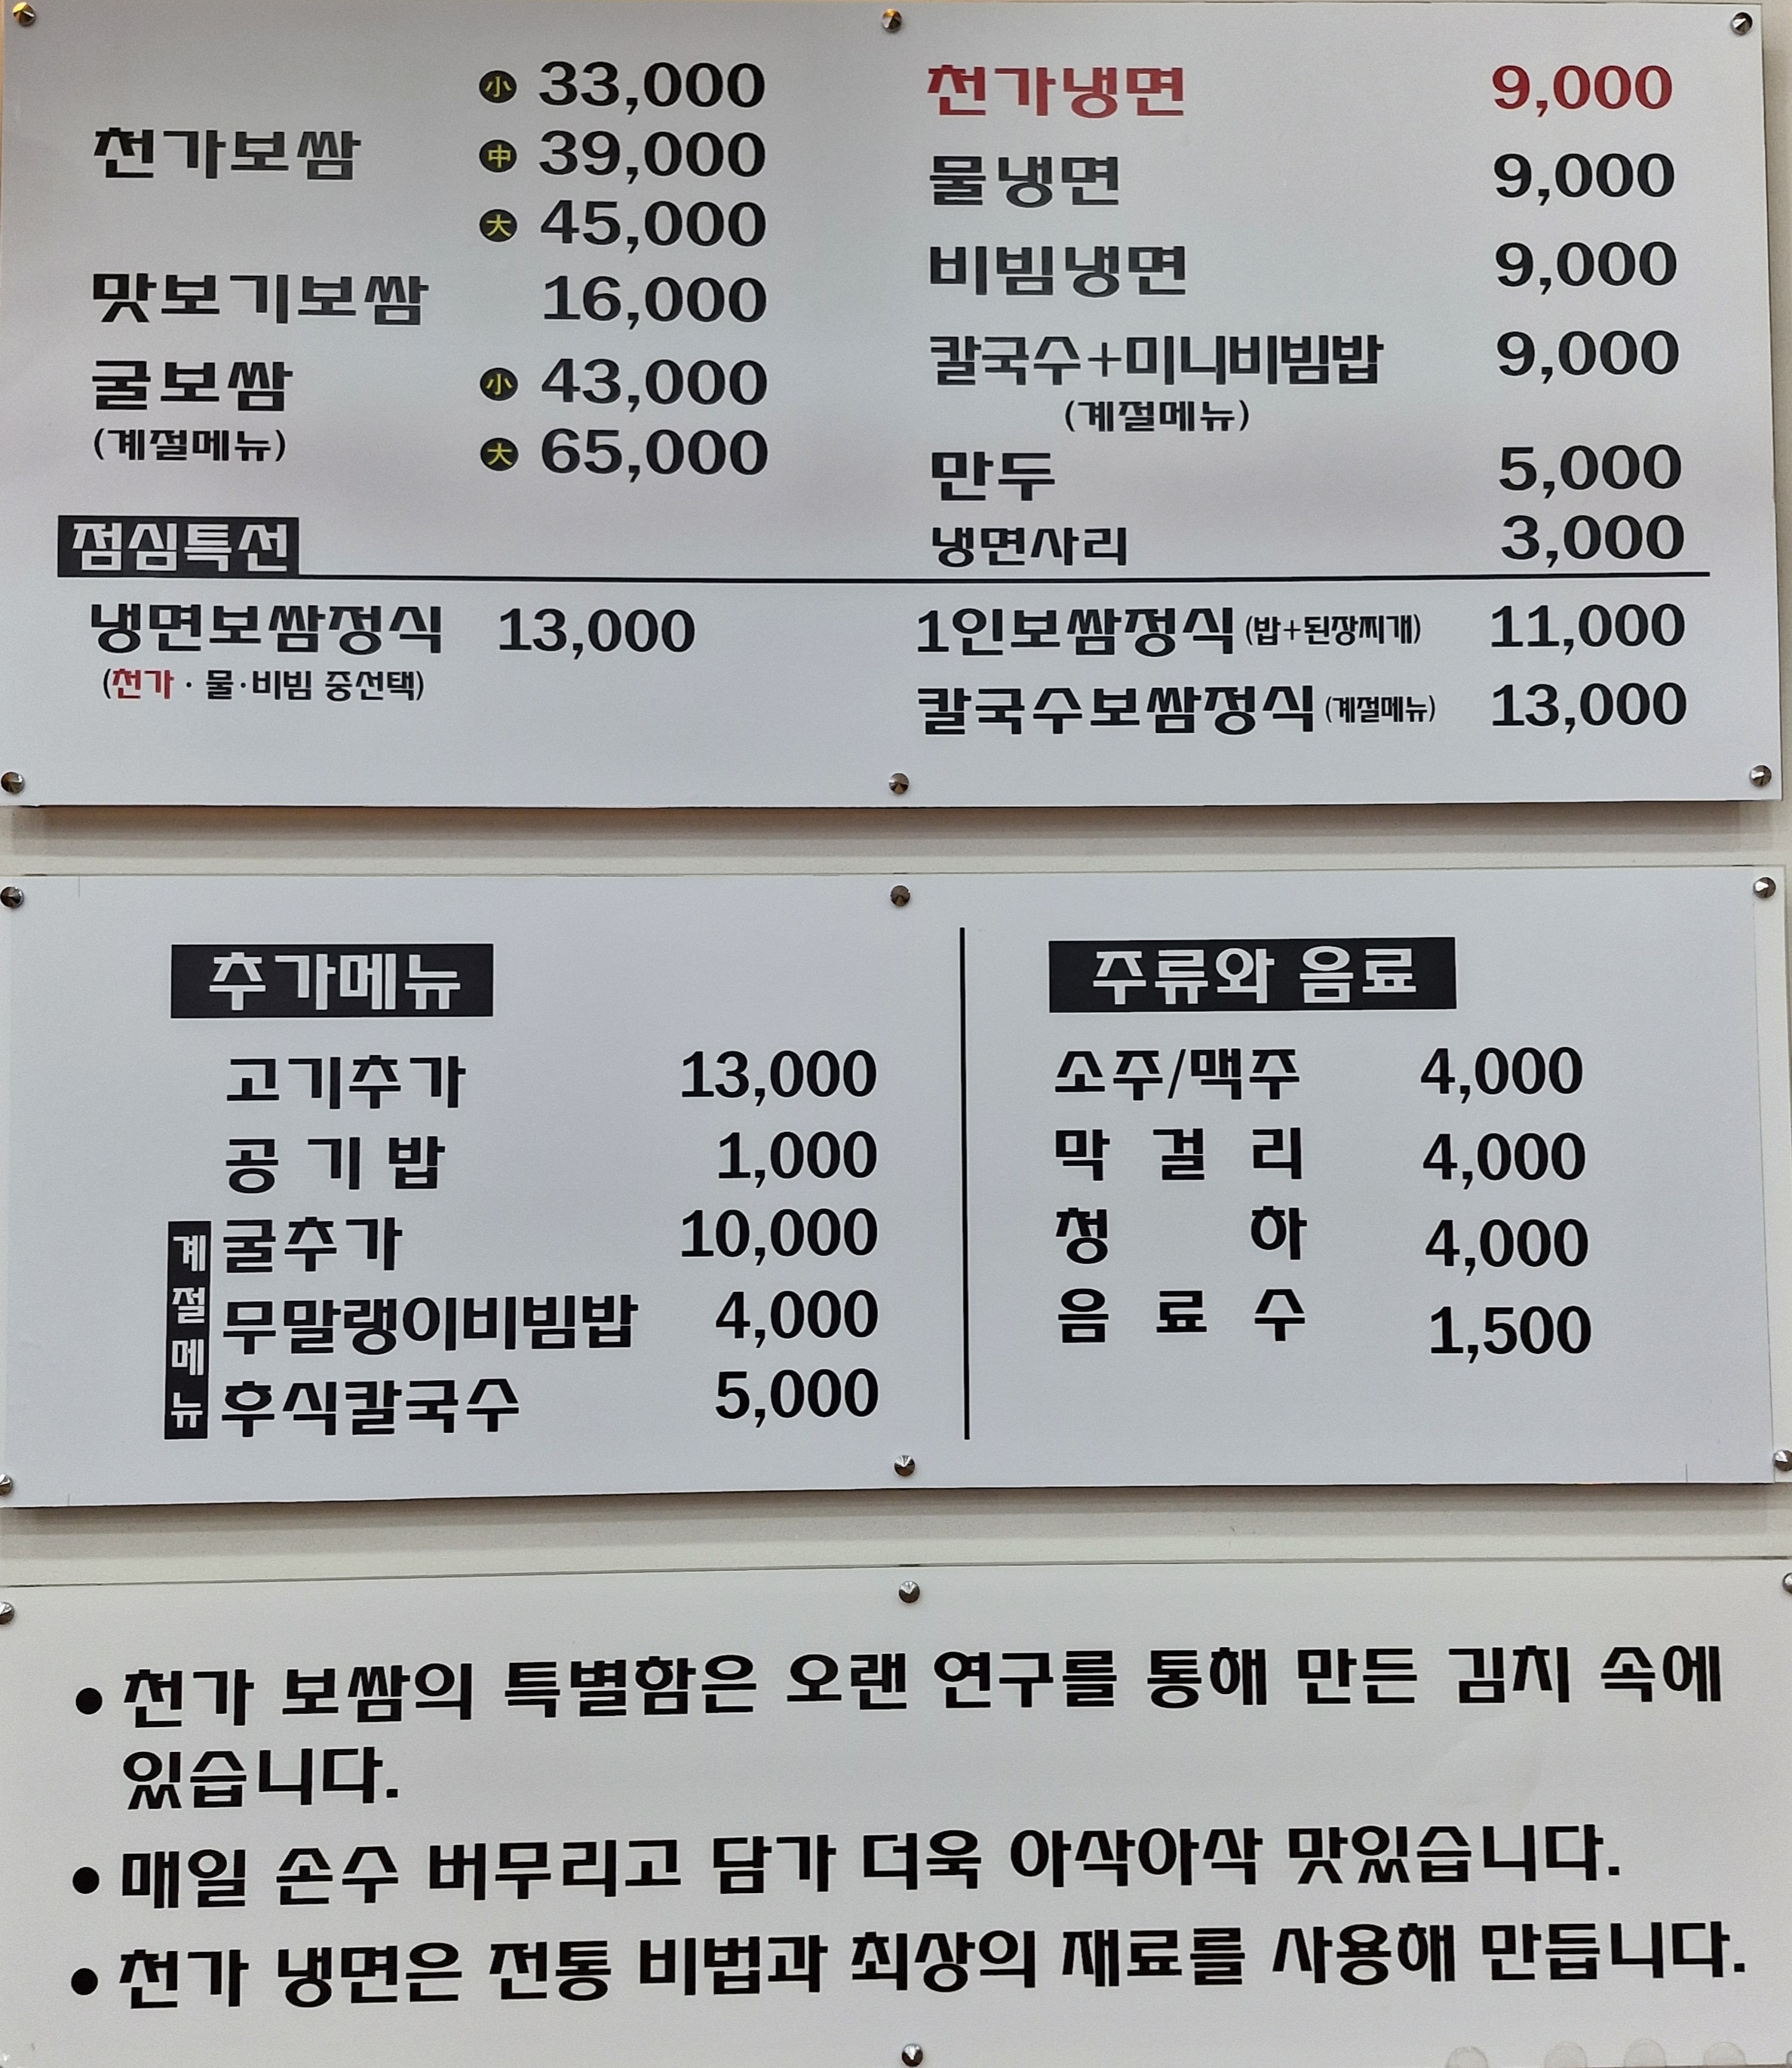 小 33,000
천가보쌈 中 39,000
大 45,000
맛보기보쌈 16,000
굴보쌈 小 43,000
(계절메뉴) 大 65,000
천가냉면 9,000
물냉면 9,000
비빔냉면 9,000
칼국수+미니비빔밥 9,000
(계절메뉴)
만두 5,000
냉면사리 3,000
점심특선
냉면보쌈정식 13,000
(천가 · 물·비빔 중선택)
1인보쌈정식 (밥+된장찌개) 11,000
칼국수보쌈정식 (계절메뉴) 13,000
추가메뉴
고기추가 13,000
공기밥 1,000
계절메뉴
굴추가 10,000
무말랭이비빔밥 4,000
후식칼국수 5,000
주류와 음료
소주/맥주 4,000
막걸리 4,000
청하 4,000
음료수 1,500
● 천가 보쌈의 특별함은 오랜 연구를 통해 만든 김치 속에
있습니다.
● 매일 손수 버무리고 담가 더욱 아삭아삭 맛있습니다.
● 천가 냉면은 전통 비법과 최상의 재료를 사용해 만듭니다.